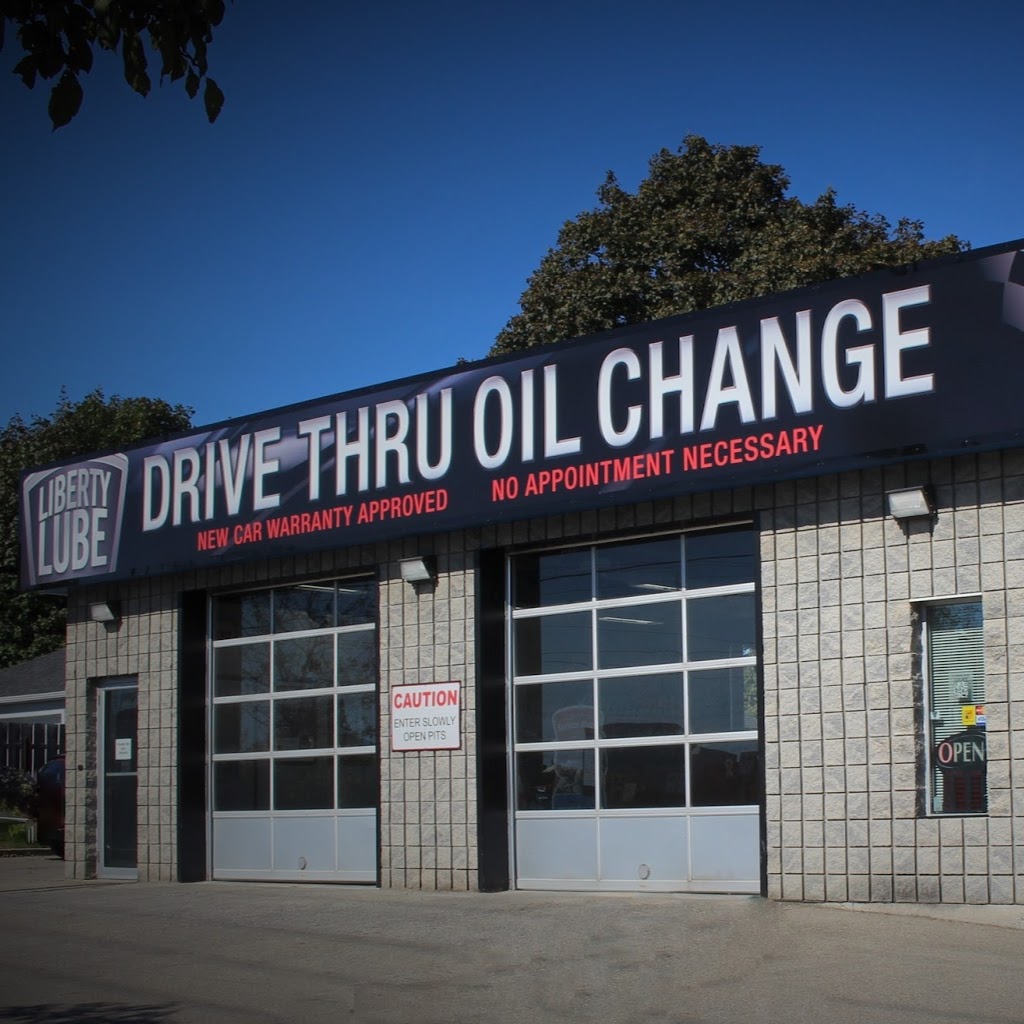 LIBERTY
LUBE
DRIVE THRU OIL CHANGE
NEW CAR WARRANTY APPROVED
NO APPOINTMENT NECESSARY
CAUTION
ENTER SLOWLY
OPEN PITS
OPEN